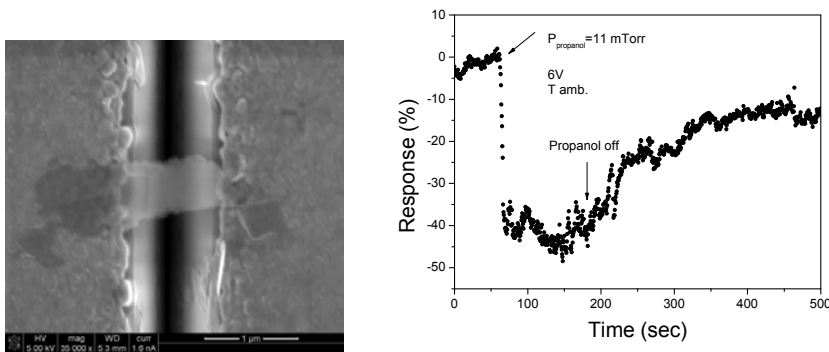 HV mag WD curr
5.00 kV 35 000 x 5.3 mm 1.6 nA 1 µm
10
0
-10
-20
-30
-40
-50
Response (%)
P propanol=11 mTorr
6V
T amb.
Propanol off
0 100 200 300 400 500
Time (sec)